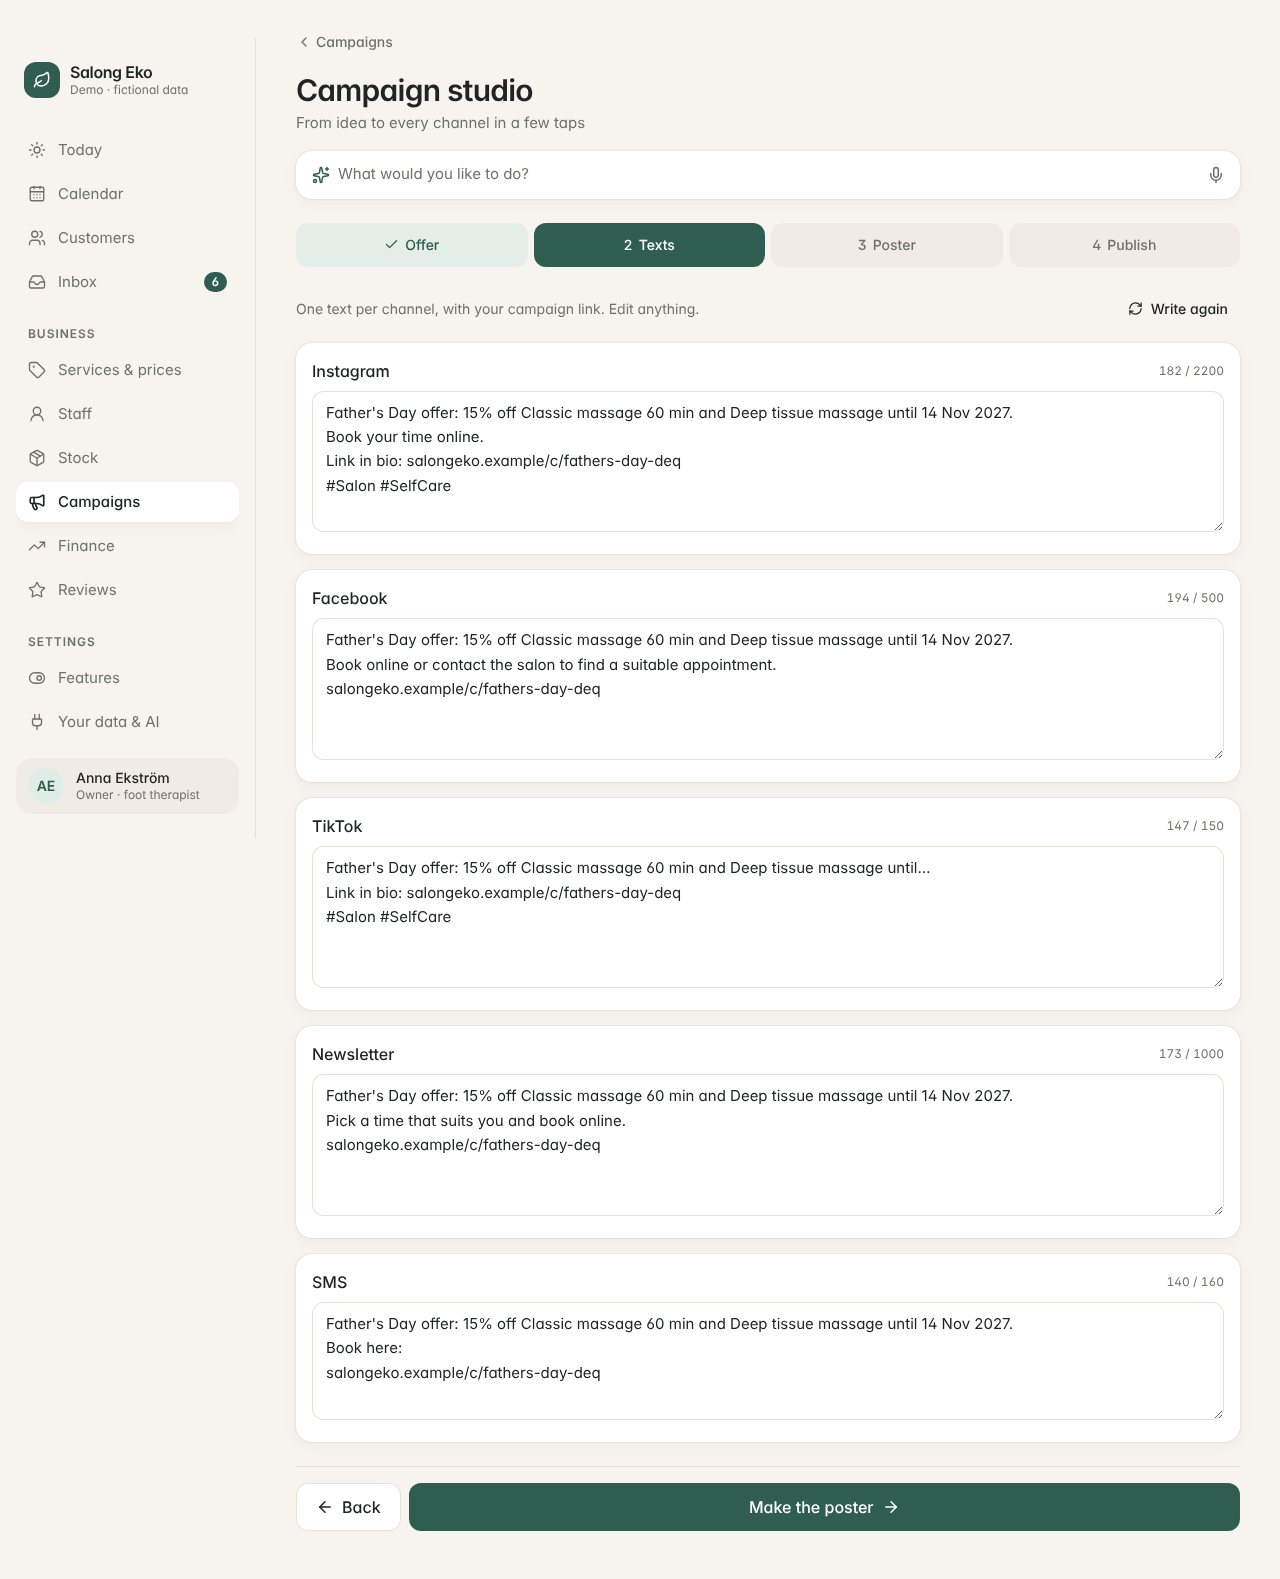 Salong Eko
Demo · fictional data
Today
Calendar
Customers
Inbox
6
BUSINESS
Services & prices
Staff
Stock
Campaigns
Finance
Reviews
SETTINGS
Features
Your data & AI
AE
Anna Ekström
Owner · foot therapist
Campaigns
Campaign studio
From idea to every channel in a few taps
What would you like to do?
Offer
2 Texts
3 Poster
4 Publish
One text per channel, with your campaign link. Edit anything.
Write again
Instagram
182 / 2200
Father's Day offer: 15% off Classic massage 60 min and Deep tissue massage until 14 Nov 2027.
Book your time online.
Link in bio: salongeko.example/c/fathers-day-deq
#Salon #SelfCare
Facebook
194 / 500
Father's Day offer: 15% off Classic massage 60 min and Deep tissue massage until 14 Nov 2027.
Book online or contact the salon to find a suitable appointment.
salongeko.example/c/fathers-day-deq
TikTok
147 / 150
Father's Day offer: 15% off Classic massage 60 min and Deep tissue massage until…
Link in bio: salongeko.example/c/fathers-day-deq
#Salon #SelfCare
Newsletter
173 / 1000
Father's Day offer: 15% off Classic massage 60 min and Deep tissue massage until 14 Nov 2027.
Pick a time that suits you and book online.
salongeko.example/c/fathers-day-deq
SMS
140 / 160
Father's Day offer: 15% off Classic massage 60 min and Deep tissue massage until 14 Nov 2027.
Book here:
salongeko.example/c/fathers-day-deq
Back
Make the poster